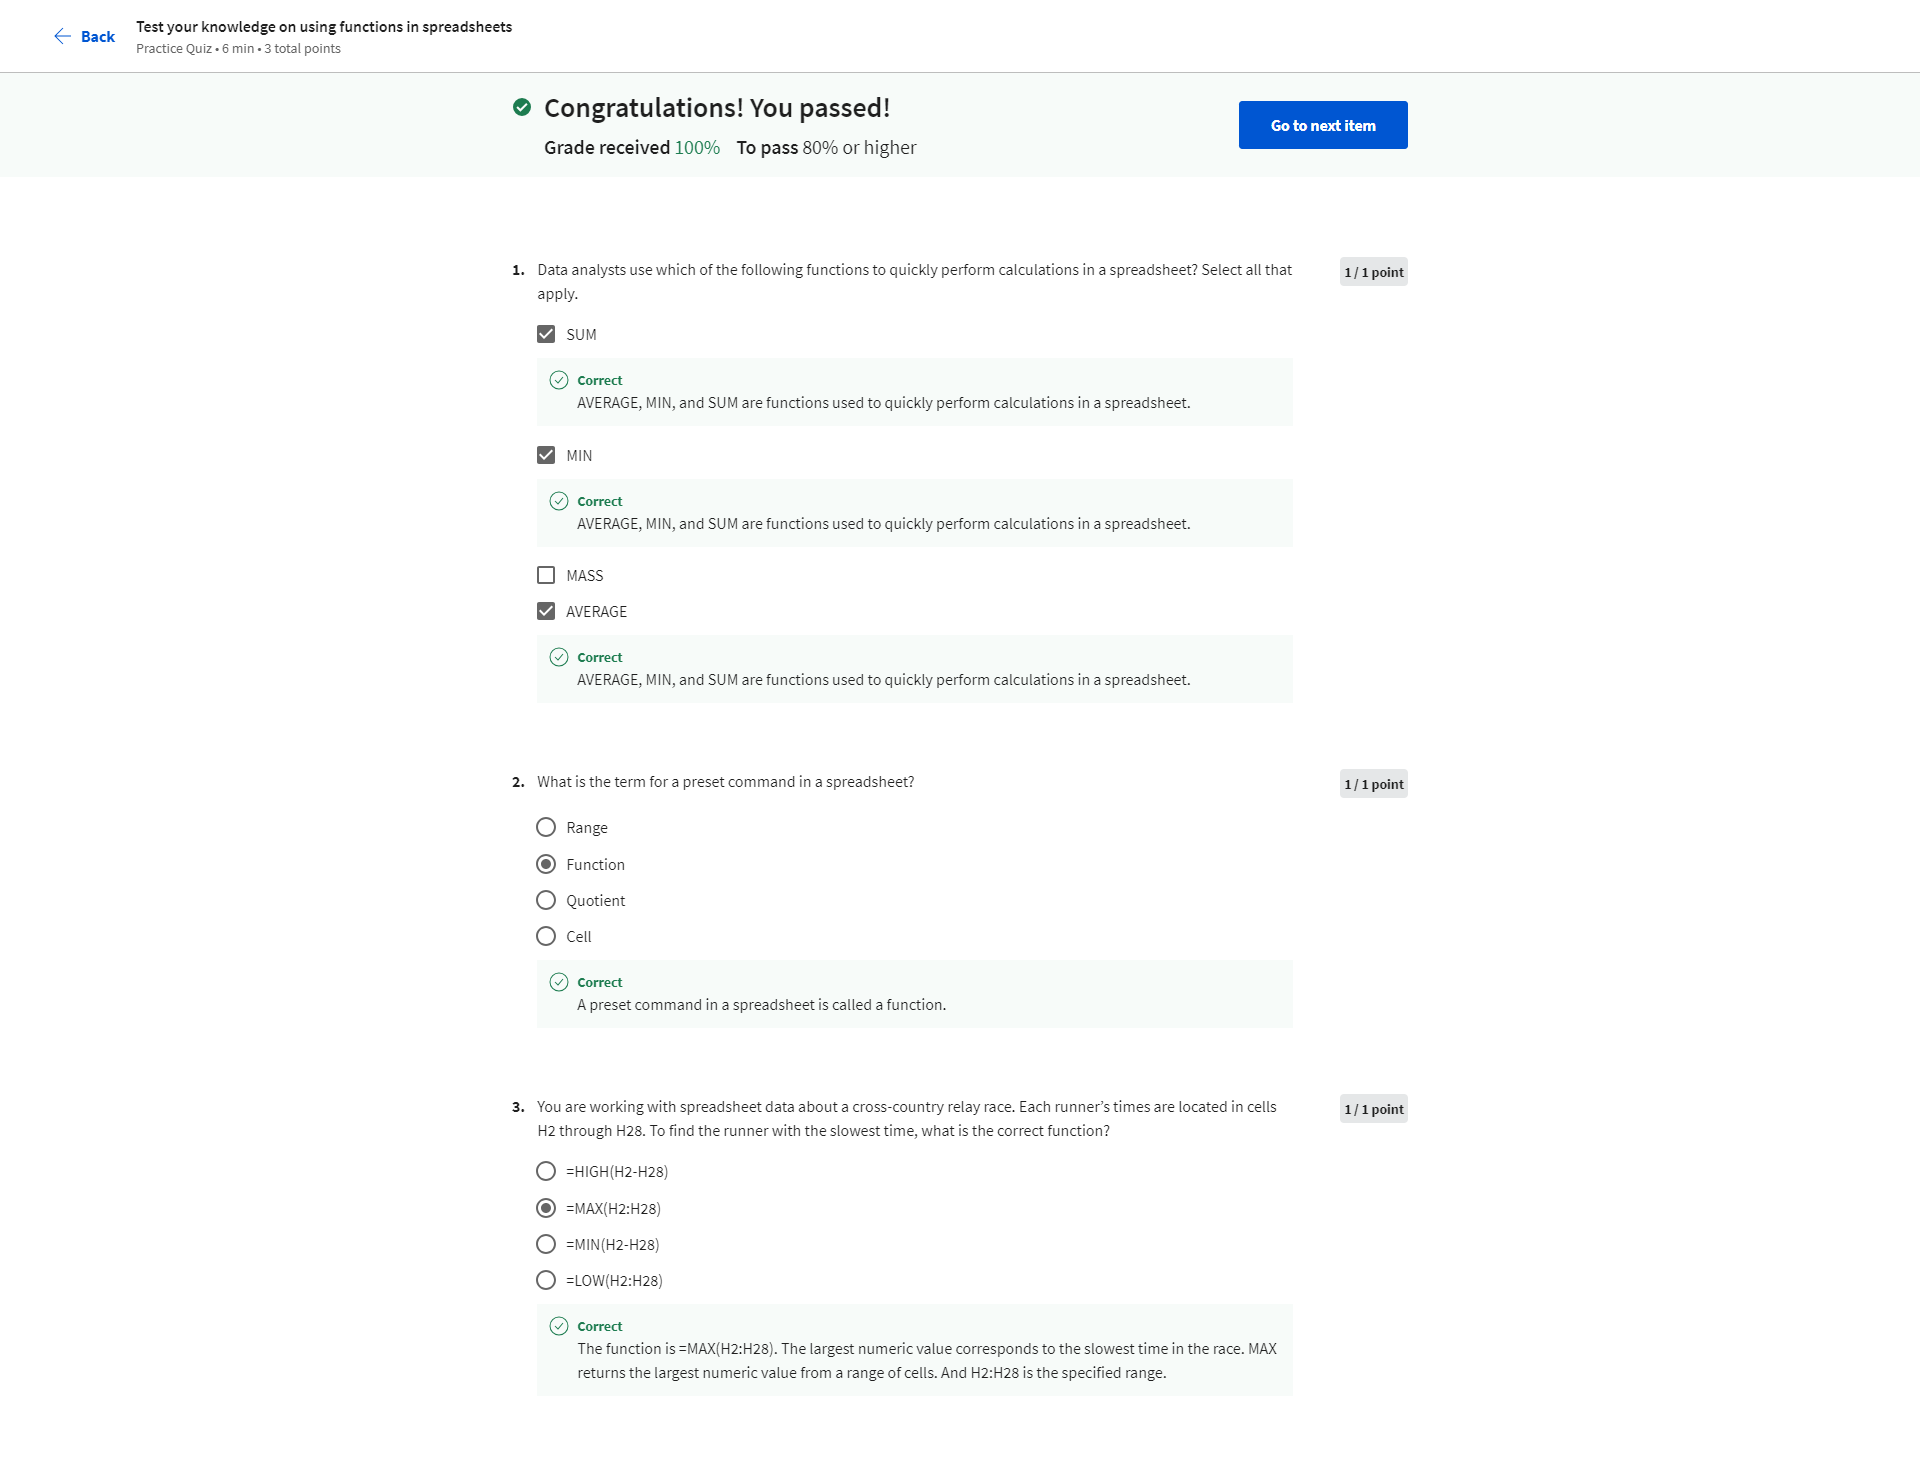 Back
Test your knowledge on using functions in spreadsheets
Practice Quiz • 6 min • 3 total points
Congratulations! You passed!
Grade received 100% To pass 80% or higher
Go to next item
1. Data analysts use which of the following functions to quickly perform calculations in a spreadsheet? Select all that
apply.
1 / 1 point
SUM
Correct
AVERAGE, MIN, and SUM are functions used to quickly perform calculations in a spreadsheet.
MIN
Correct
AVERAGE, MIN, and SUM are functions used to quickly perform calculations in a spreadsheet.
MASS
AVERAGE
Correct
AVERAGE, MIN, and SUM are functions used to quickly perform calculations in a spreadsheet.
2. What is the term for a preset command in a spreadsheet?
1 / 1 point
Range
Function
Quotient
Cell
Correct
A preset command in a spreadsheet is called a function.
3. You are working with spreadsheet data about a cross-country relay race. Each runner’s times are located in cells
H2 through H28. To find the runner with the slowest time, what is the correct function?
1 / 1 point
=HIGH(H2-H28)
=MAX(H2:H28)
=MIN(H2-H28)
=LOW(H2:H28)
Correct
The function is =MAX(H2:H28). The largest numeric value corresponds to the slowest time in the race. MAX
returns the largest numeric value from a range of cells. And H2:H28 is the specified range.